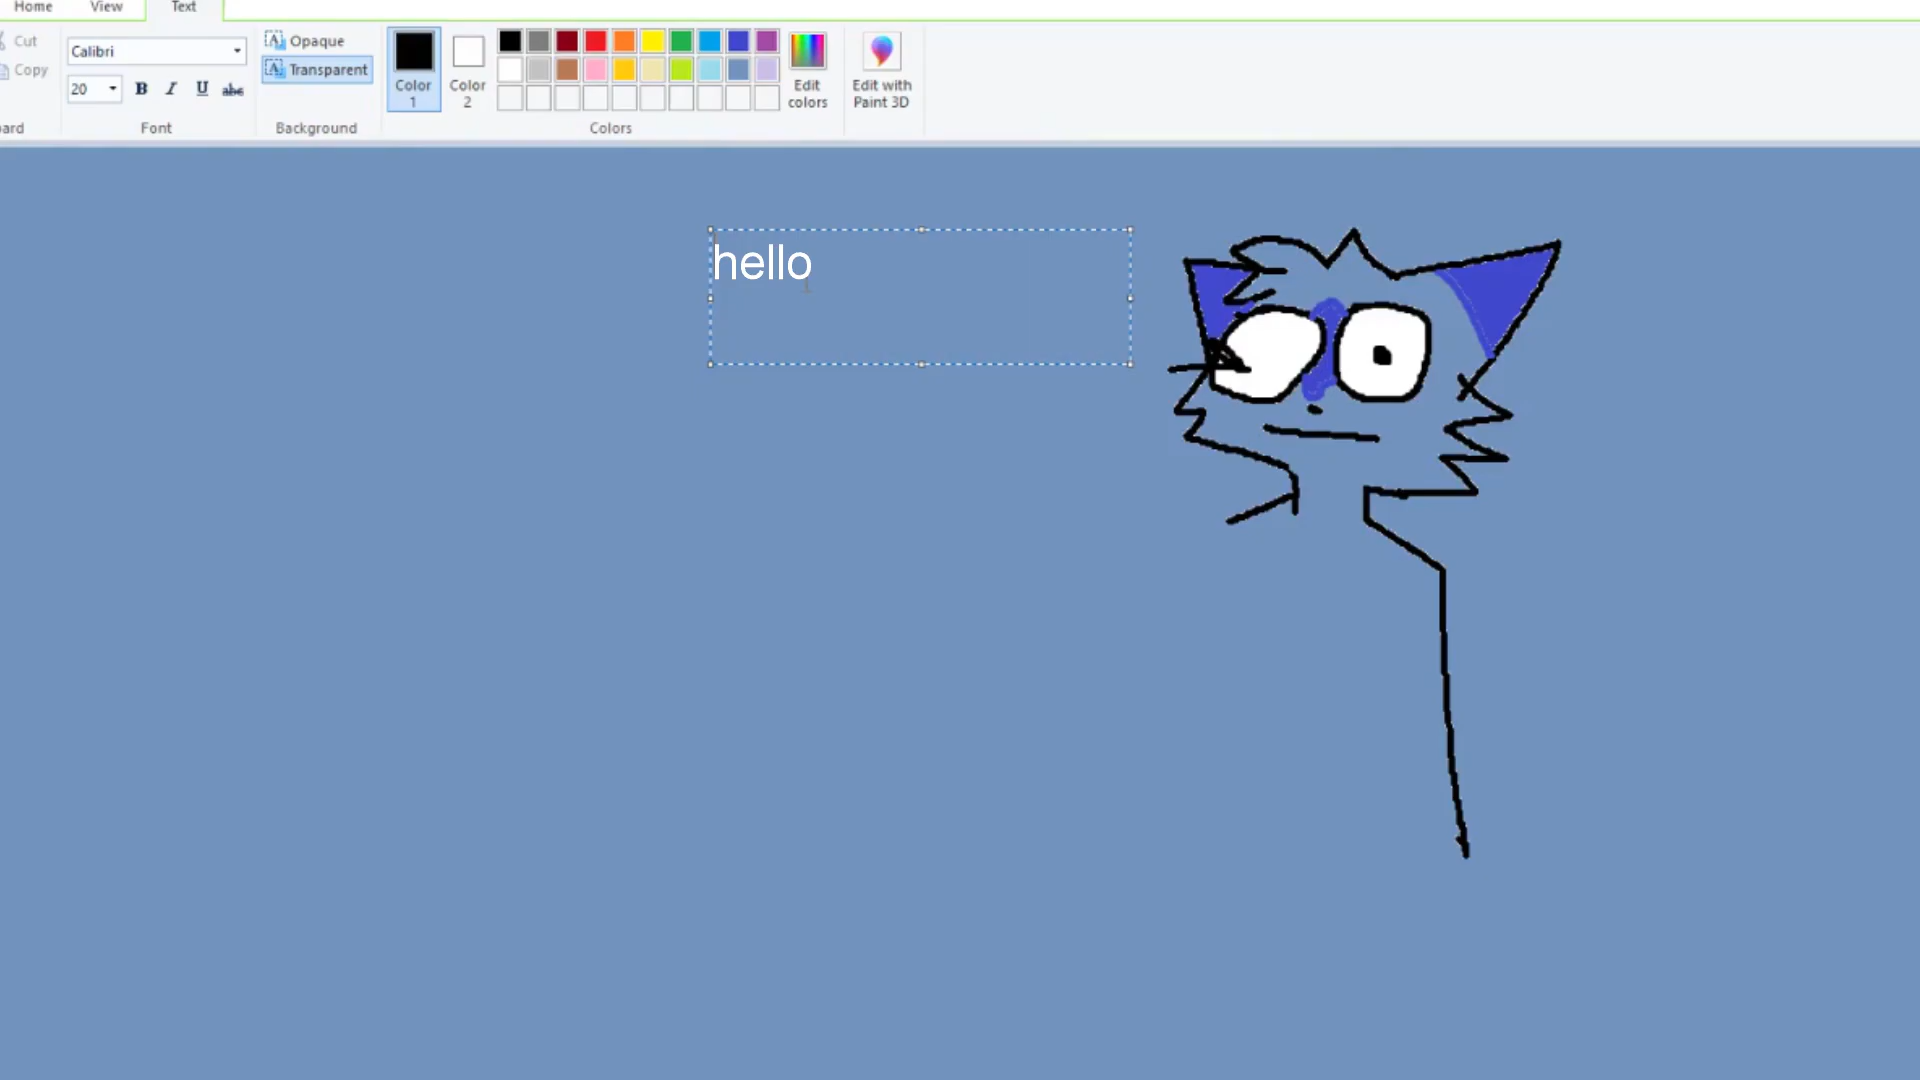 Home View Text
Cut
Copy
Calibri
20 B I U abc
Font
Opaque
Transparent
Background
Color
1
Color
2
Edit
colors
Colors
Edit with
Paint 3D
hello